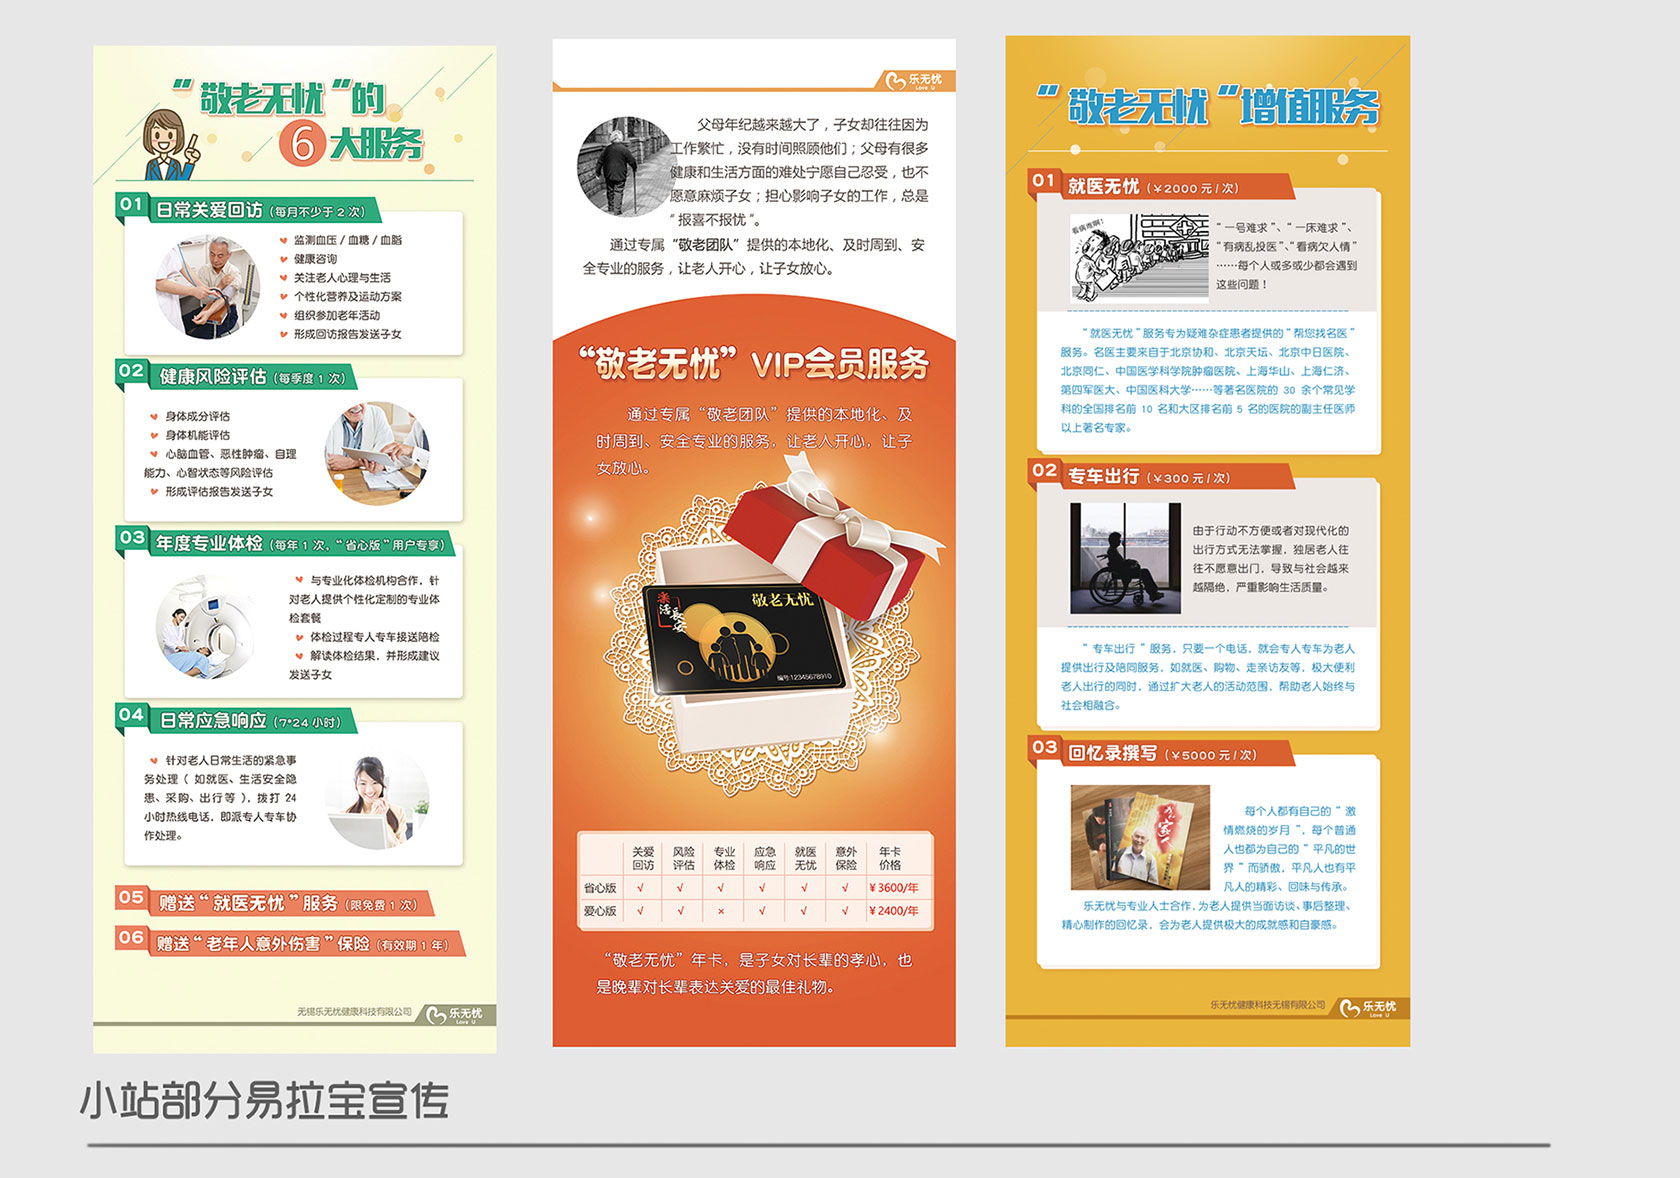 “敬老无忧”的
6大服务
01 日常关爱回访（每月不少于 2 次）
监测血压 / 血糖 / 血脂
健康咨询
关注老人心理与生活
个性化营养及运动方案
组织参加老年活动
形成回访报告发送子女
02 健康风险评估（每季度 1 次）
身体成分评估
身体机能评估
心脑血管、恶性肿瘤、自理
能力、心智状态等风险评估
形成评估报告发送子女
03 年度专业体检（每年 1 次，“省心版”用户专享）
与专业化体检机构合作，针
对老人提供个性化定制的专业体
检套餐
体检过程专人专车接送陪检
解读体检结果，并形成建议
发送子女
04 日常应急响应（7*24 小时）
针对老人日常生活的紧急事
务处理（ 如就医、生活安全隐
患、采购、出行等 ），拨打 24
小时热线电话，即派专人专车协
作处理。
05 赠送“就医无忧”服务（限免费 1 次）
06 赠送“老年人意外伤害”保险（有效期 1 年）
无锡乐无忧健康科技有限公司
乐无忧
Love U
乐无忧
Love U
父母年纪越来越大了，子女却往往因为
工作繁忙，没有时间照顾他们；父母有很多
健康和生活方面的难处宁愿自己忍受，也不
愿意麻烦子女；担心影响子女的工作，总是
“报喜不报忧”。
通过专属“敬老团队”提供的本地化、及时周到、安
全专业的服务，让老人开心，让子女放心。
“敬老无忧” VIP会员服务
通过专属“敬老团队”提供的本地化、及
时周到、安全专业的服务，让老人开心，让子
女放心。
乐活长安
敬老无忧
编号:12345678910
关爱回访 风险评估 专业体检 应急响应 就医无忧 意外保险 年卡价格
省心版 √ √ √ √ √ √ ￥3600/年
爱心版 √ √ × √ √ √ ￥2400/年
“敬老无忧”年卡，是子女对长辈的孝心，也
是晚辈对长辈表达关爱的最佳礼物。
“敬老无忧”增值服务
01 就医无忧（￥2000 元 / 次）
看病难啊!
“一号难求”、“一床难求”、
“有病乱投医”、“看病欠人情”
……每个人或多或少都会遇到
这些问题！
“就医无忧”服务专为疑难杂症患者提供的“帮您找名医”
服务。名医主要来自于北京协和、北京天坛、北京中日医院、
北京同仁、中国医学科学院肿瘤医院、上海华山、上海仁济、
第四军医大、中国医科大学……等著名医院的 30 余个常见学
科的全国排名前 10 名和大区排名前 5 名的医院的副主任医师
以上著名专家。
02 专车出行（￥300 元 / 次）
由于行动不方便或者对现代化的
出行方式无法掌握，独居老人往
往不愿意出门，导致与社会越来
越隔绝，严重影响生活质量。
“专车出行”服务，只要一个电话，就会专人专车为老人
提供出行及陪同服务，如就医、购物、走亲访友等，极大便利
老人出行的同时，通过扩大老人的活动范围，帮助老人始终与
社会相融合。
03 回忆录撰写（￥5000 元 / 次）
每个人都有自己的“激
情燃烧的岁月”，每个普通
人也都为自己的“平凡的世
界”而骄傲，平凡人也有平
凡人的精彩、回味与传承。
乐无忧与专业人士合作，为老人提供当面访谈、事后整理、
精心制作的回忆录，会为老人提供极大的成就感和自豪感。
乐无忧健康科技无锡有限公司
乐无忧
Love U
小站部分易拉宝宣传